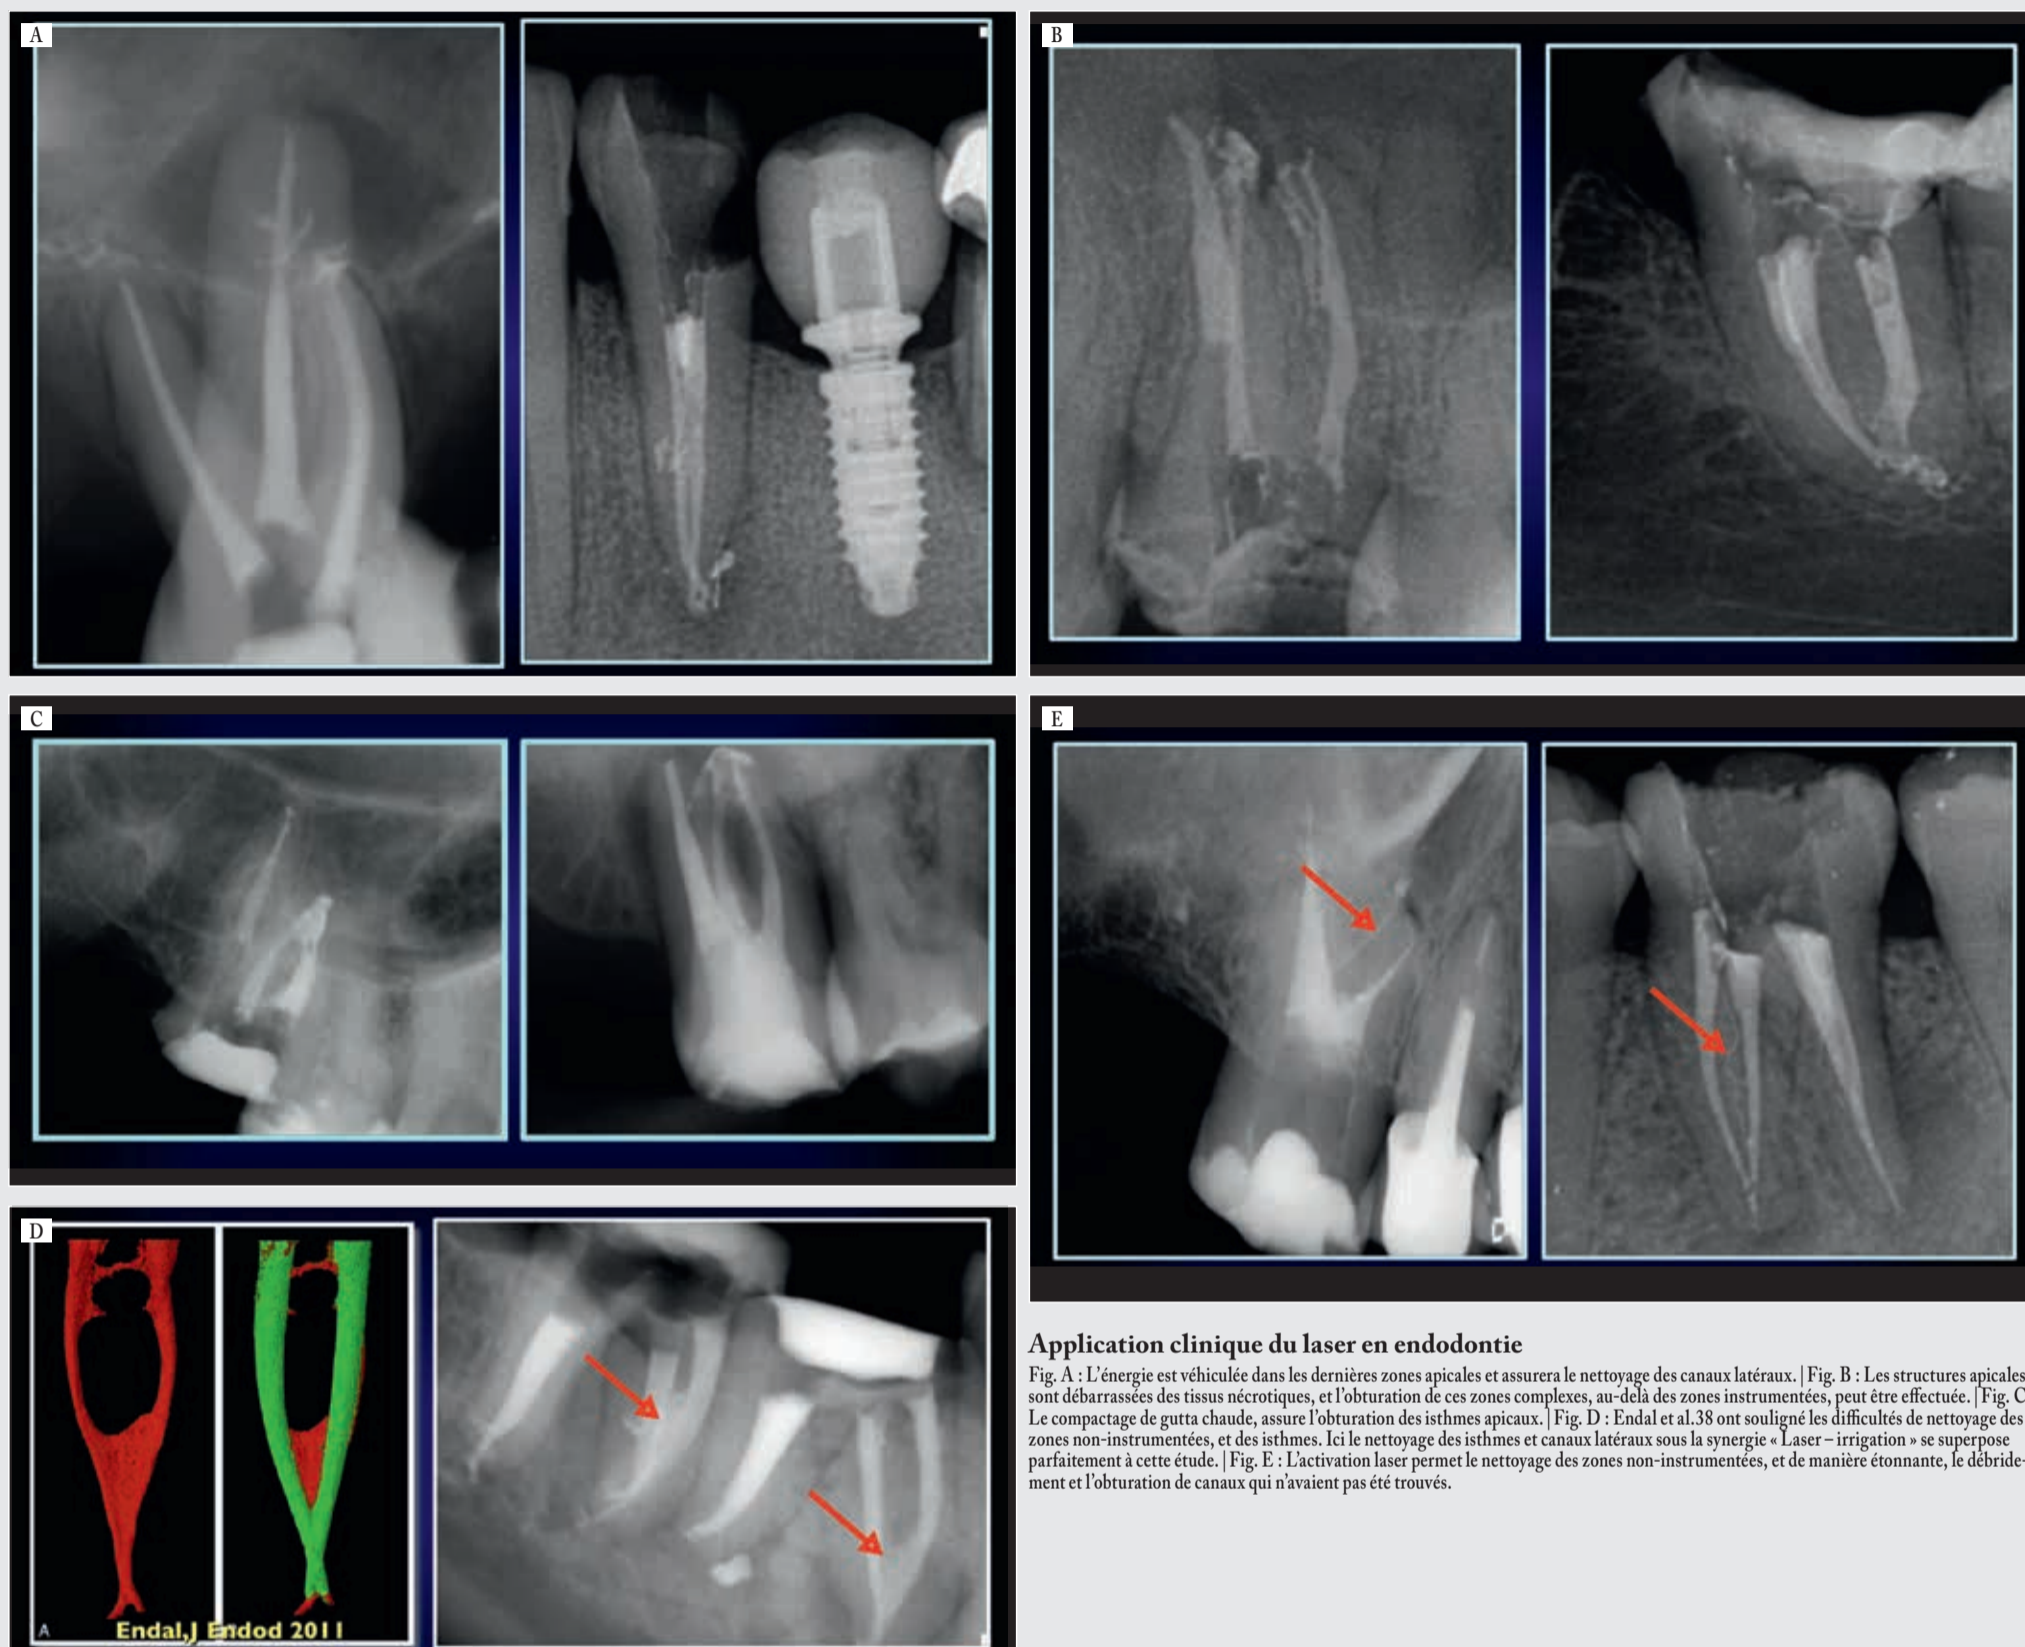 A
B
C
E
D
A
Endal,J Endod 2011
Application clinique du laser en endodontie
Fig. A : L’énergie est véhiculée dans les dernières zones apicales et assurera le nettoyage des canaux latéraux. | Fig. B : Les structures apicales
sont débarrassées des tissus nécrotiques, et l’obturation de ces zones complexes, au-delà des zones instrumentées, peut être effectuée. | Fig. C
Le compactage de gutta chaude, assure l’obturation des isthmes apicaux. | Fig. D : Endal et al.38 ont souligné les difficultés de nettoyage des
zones non-instrumentées, et des isthmes. Ici le nettoyage des isthmes et canaux latéraux sous la synergie « Laser – irrigation » se superpose
parfaitement à cette étude. | Fig. E : L’activation laser permet le nettoyage des zones non-instrumentées, et de manière étonnante, le débride-
ment et l’obturation de canaux qui n’avaient pas été trouvés.